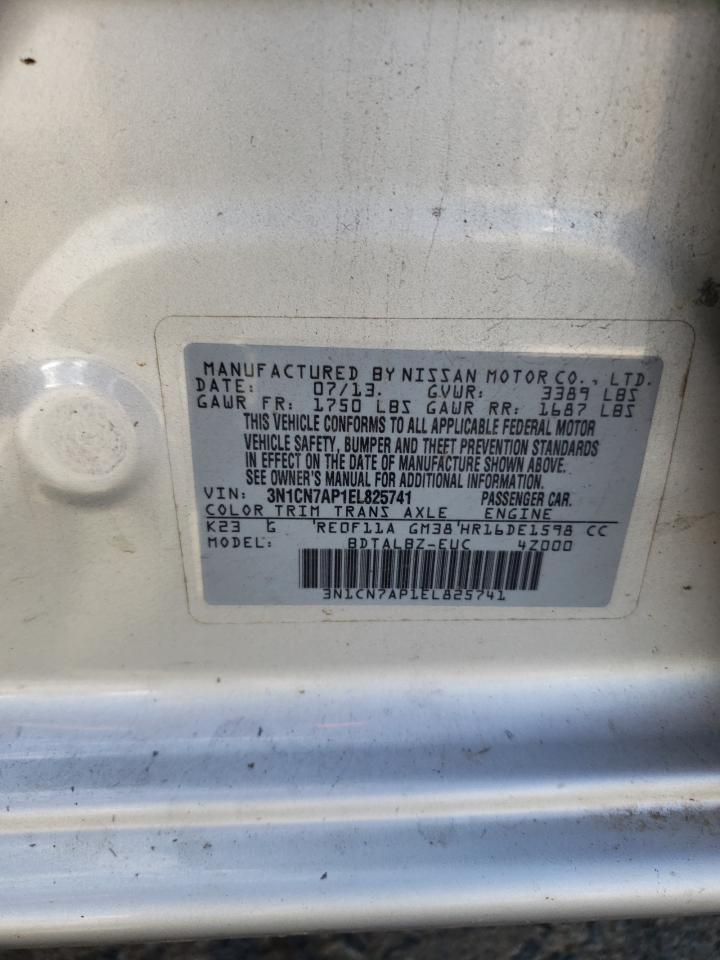 MANUFACTURED BY NISSAN MOTOR CO., LTD.
DATE: 07/13. GVWR: 3389 LBS
GAWR FR: 1750 LBS GAWR RR: 1687 LBS
THIS VEHICLE CONFORMS TO ALL APPLICABLE FEDERAL MOTOR
VEHICLE SAFETY, BUMPER AND THEFT PREVENTION STANDARDS
IN EFFECT ON THE DATE OF MANUFACTURE SHOWN ABOVE.
SEE OWNER'S MANUAL FOR ADDITIONAL INFORMATION.
VIN: 3N1CN7AP1EL825741 PASSENGER CAR.
COLOR TRIM TRANS AXLE ENGINE
K23 G RE0F11A GM38 HR16DE1598 CC
MODEL: BDTALBZ-EUC 4Z000
3N1CN7AP1EL825741